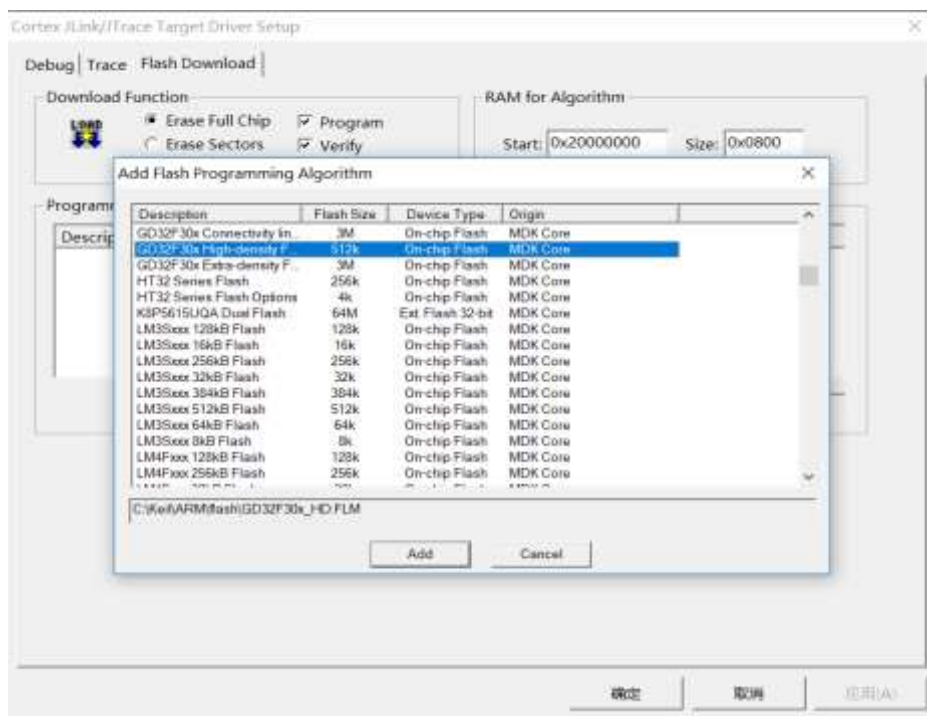 Cortex JLink/JTrace Target Driver Setup
Debug Trace Flash Download
Download Function
LOAD
Erase Full Chip
Program
Erase Sectors
Verify
RAM for Algorithm
Start: 0x20000000 Size: 0x0800
Add Flash Programming Algorithm
Description Flash Size Device Type Origin
GD32F30x Connectivity lin... 3M On-chip Flash MDK Core
GD32F30x High-density F... 512k On-chip Flash MDK Core
GD32F30x Extra-density F... 3M On-chip Flash MDK Core
HT32 Series Flash 256k On-chip Flash MDK Core
HT32 Series Flash Options 4k On-chip Flash MDK Core
K8P5615UQA Dual Flash 64M Ext. Flash 32-bit MDK Core
LM3Sxxx 128kB Flash 128k On-chip Flash MDK Core
LM3Sxxx 16kB Flash 16k On-chip Flash MDK Core
LM3Sxxx 256kB Flash 256k On-chip Flash MDK Core
LM3Sxxx 32kB Flash 32k On-chip Flash MDK Core
LM3Sxxx 384kB Flash 384k On-chip Flash MDK Core
LM3Sxxx 512kB Flash 512k On-chip Flash MDK Core
LM3Sxxx 64kB Flash 64k On-chip Flash MDK Core
LM3Sxxx 8kB Flash 8k On-chip Flash MDK Core
LM4Fxxx 128kB Flash 128k On-chip Flash MDK Core
LM4Fxxx 256kB Flash 256k On-chip Flash MDK Core
C:\Keil\ARM\flash\GD32F30x_HD.FLM
Add Cancel
Programm
Descrip
确定 取消 应用(A)